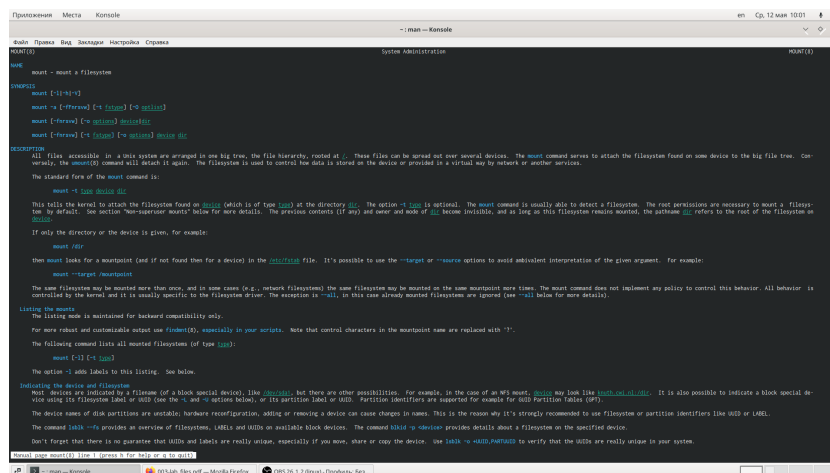 Приложения Места Konsole en Ср, 12 мая 10:01
~ : man — Konsole
Файл Правка Вид Закладки Настройка Справка
MOUNT(8) System Administration MOUNT(8)
NAME
mount - mount a filesystem
SYNOPSIS
mount [-l|-h|-V]
mount -a [-fFnrsvw] [-t fstype] [-O optlist]
mount [-fnrsvw] [-o options] device|dir
mount [-fnrsvw] [-t fstype] [-o options] device dir
DESCRIPTION
All files accessible in a Unix system are arranged in one big tree, the file hierarchy, rooted at /. These files can be spread out over several devices. The mount command serves to attach the filesystem found on some device to the big file tree. Con-
versely, the umount(8) command will detach it again. The filesystem is used to control how data is stored on the device or provided in a virtual way by network or another services.
The standard form of the mount command is:
mount -t type device dir
This tells the kernel to attach the filesystem found on device (which is of type type) at the directory dir. The option -t type is optional. The mount command is usually able to detect a filesystem. The root permissions are necessary to mount a filesys-
tem by default. See section "Non-superuser mounts" below for more details. The previous contents (if any) and owner and mode of dir become invisible, and as long as this filesystem remains mounted, the pathname dir refers to the root of the filesystem on
device.
If only the directory or the device is given, for example:
mount /dir
then mount looks for a mountpoint (and if not found then for a device) in the /etc/fstab file. It's possible to use the --target or --source options to avoid ambivalent interpretation of the given argument. For example:
mount --target /mountpoint
The same filesystem may be mounted more than once, and in some cases (e.g., network filesystems) the same filesystem may be mounted on the same mountpoint more times. The mount command does not implement any policy to control this behavior. All behavior is
controlled by the kernel and it is usually specific to the filesystem driver. The exception is --all, in this case already mounted filesystems are ignored (see --all below for more details).
Listing the mounts
The listing mode is maintained for backward compatibility only.
For more robust and customizable output use findmnt(8), especially in your scripts. Note that control characters in the mountpoint name are replaced with '?'.
The following command lists all mounted filesystems (of type type):
mount [-l] [-t type]
The option -l adds labels to this listing. See below.
Indicating the device and filesystem
Most devices are indicated by a filename (of a block special device), like /dev/sda1, but there are other possibilities. For example, in the case of an NFS mount, device may look like knuth.cwi.nl:/dir. It is also possible to indicate a block special de-
vice using its filesystem label or UUID (see the -L and -U options below), or its partition label or UUID. Partition identifiers are supported for example for GUID Partition Tables (GPT).
The device names of disk partitions are unstable; hardware reconfiguration, adding or removing a device can cause changes in names. This is the reason why it's strongly recommended to use filesystem or partition identifiers like UUID or LABEL.
The command lsblk --fs provides an overview of filesystems, LABELs and UUIDs on available block devices. The command blkid -p <device> provides details about a filesystem on the specified device.
Don't forget that there is no guarantee that UUIDs and labels are really unique, especially if you move, share or copy the device. Use lsblk -o +UUID,PARTUUID to verify that the UUIDs are really unique in your system.
Manual page mount(8) line 1 (press h for help or q to quit)
~ : man — Konsole 003-lab_files.pdf — Mozilla Firefox OBS 26.1.2 (linux) - Профиль: Без...